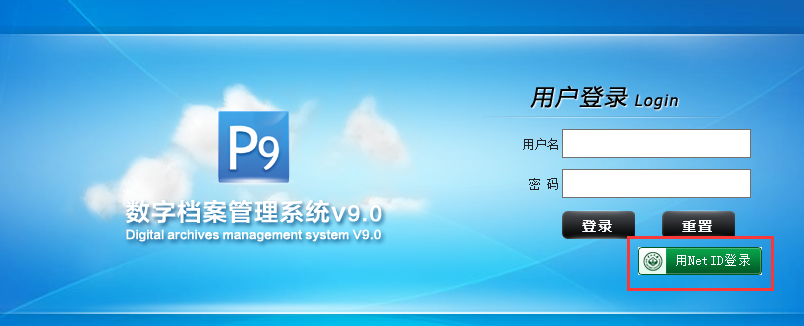 用户登录 Login
P9
用户名
密 码
数字档案管理系统V9.0
Digital archives management system V9.0
登录 重置
用NetID登录